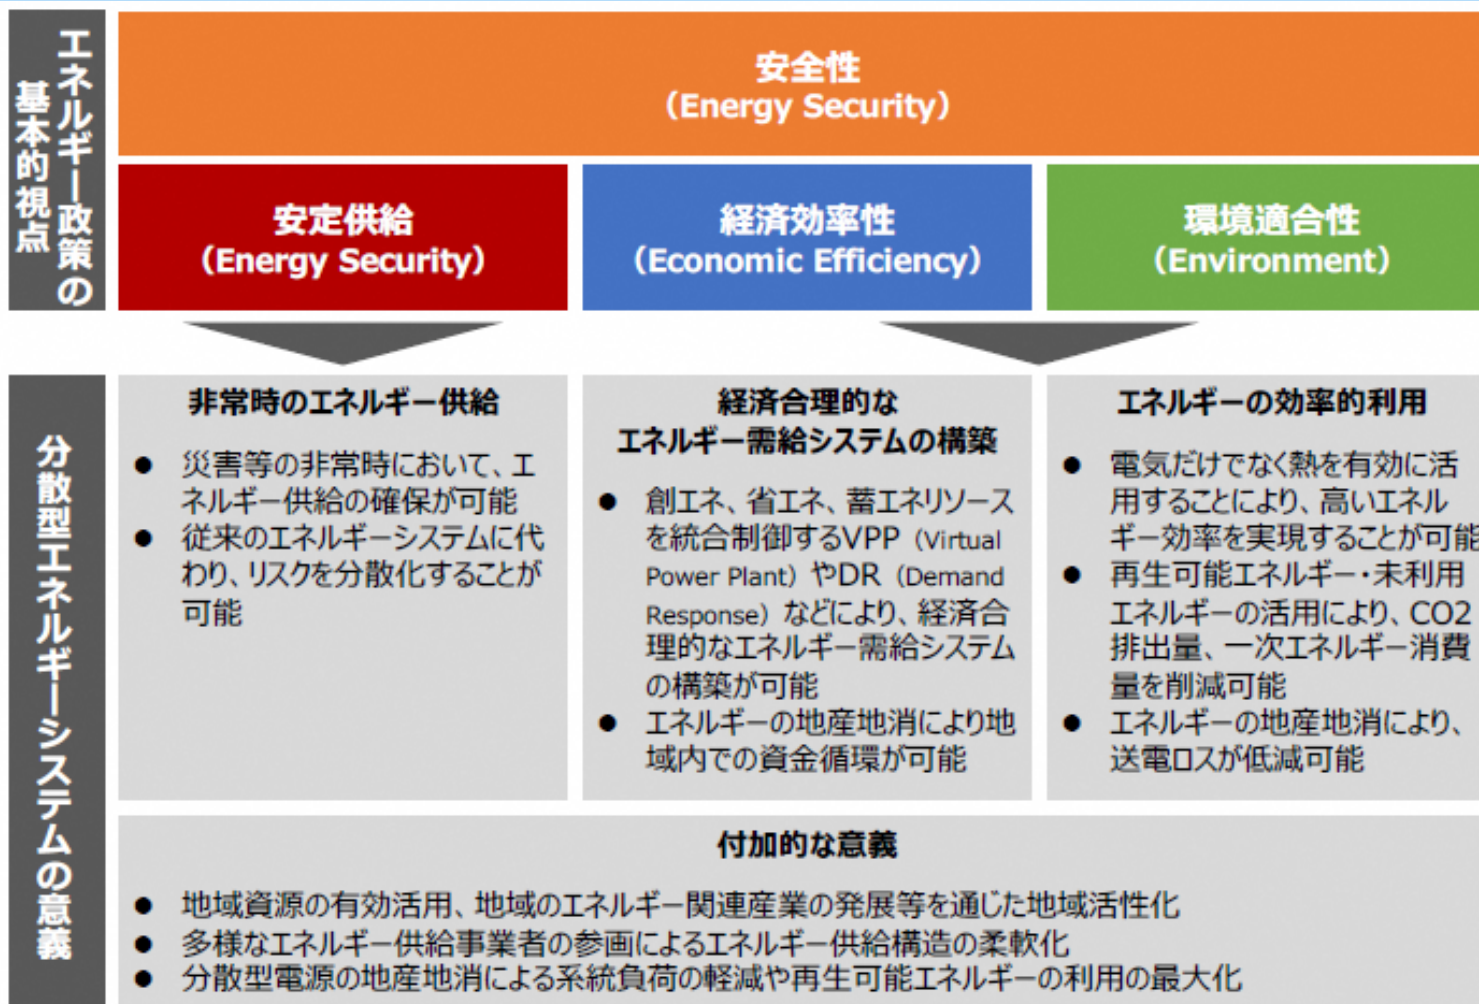 エネルギー政策の
基本的視点
安全性
（Energy Security）
安定供給
（Energy Security）
経済効率性
（Economic Efficiency）
環境適合性
（Environment）
分散型エネルギーシステムの意義
非常時のエネルギー供給
● 災害等の非常時において、エ
ネルギー供給の確保が可能
● 従来のエネルギーシステムに代
わり、リスクを分散化することが
可能
経済合理的な
エネルギー需給システムの構築
● 創エネ、省エネ、蓄エネリソース
を統合制御するVPP（Virtual
Power Plant）やDR（Demand
Response）などにより、経済合
理的なエネルギー需給システム
の構築が可能
● エネルギーの地産地消により地
域内での資金循環が可能
エネルギーの効率的利用
● 電気だけでなく熱を有効に活
用することにより、高いエネル
ギー効率を実現することが可能
● 再生可能エネルギー・未利用
エネルギーの活用により、CO2
排出量、一次エネルギー消費
量を削減可能
● エネルギーの地産地消により、
送電ロスが低減可能
付加的な意義
● 地域資源の有効活用、地域のエネルギー関連産業の発展等を通じた地域活性化
● 多様なエネルギー供給事業者の参画によるエネルギー供給構造の柔軟化
● 分散型電源の地産地消による系統負荷の軽減や再生可能エネルギーの利用の最大化